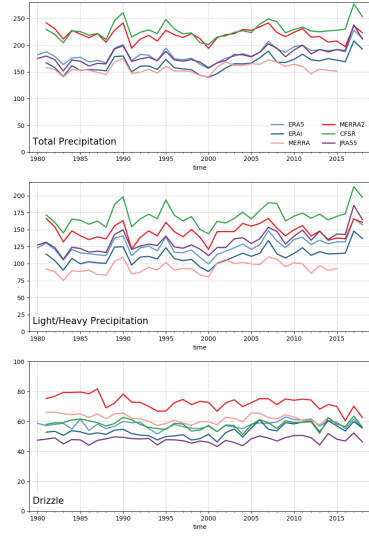 250
200
150
100
50
0
ERA5
ERAI
MERRA
MERRA2
CFSR
JRA55
Total Precipitation
1980 1985 1990 1995 2000 2005 2010 2015
time
225
200
175
150
125
100
75
50
25
0
Light/Heavy Precipitation
1980 1985 1990 1995 2000 2005 2010 2015
time
100
80
60
40
20
0
Drizzle
1980 1985 1990 1995 2000 2005 2010 2015
time